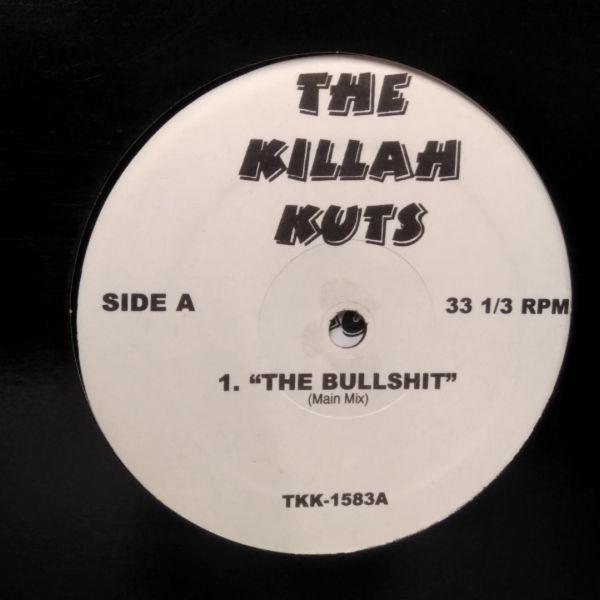 THE
KILLAH
KUTS
SIDE A
33 1/3 RPM
1. “THE BULLSHIT”
(Main Mix)
TKK-1583A